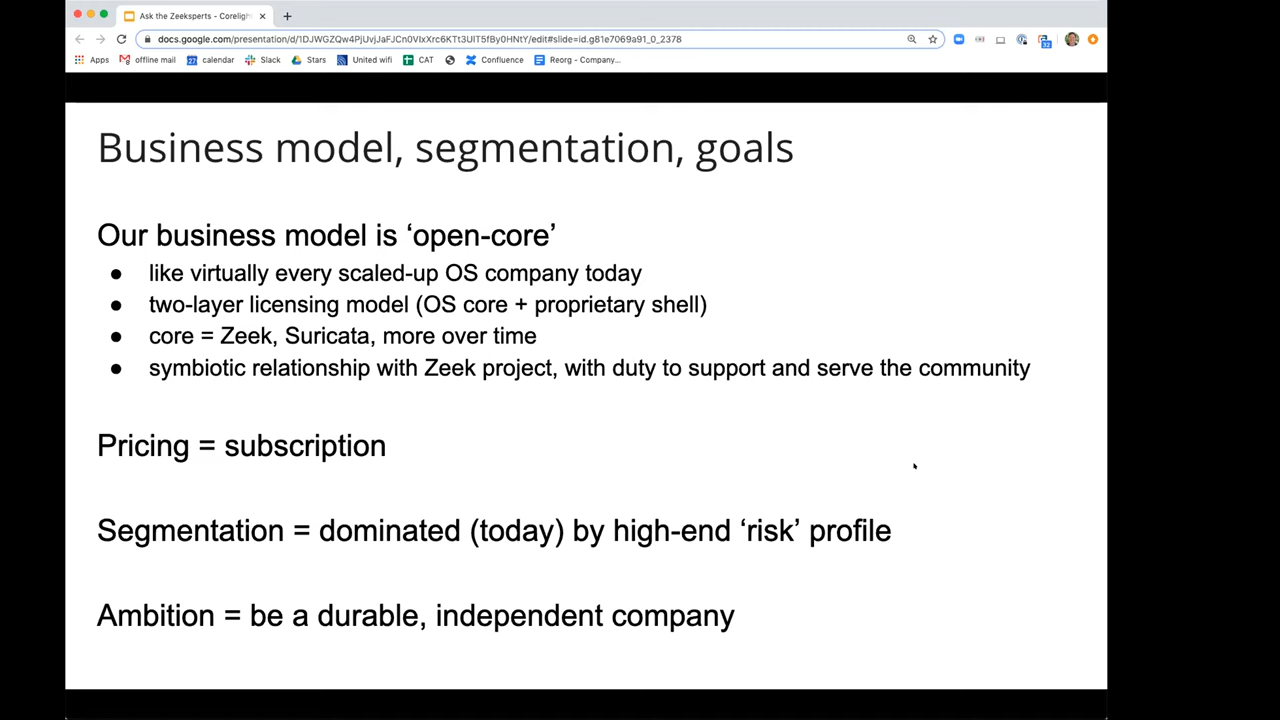 Ask the Zeeksperts - Corelight
docs.google.com/presentation/d/1DJWGZQw4PjUvjJaFJCn0VIxXrc6KTt3UIT5fBy0HNtY/edit#slide=id.g81e7069a91_0_2378
Apps offline mail calendar Slack Stars United wifi CAT Confluence Reorg - Company...
Business model, segmentation, goals
Our business model is ‘open-core’
● like virtually every scaled-up OS company today
● two-layer licensing model (OS core + proprietary shell)
● core = Zeek, Suricata, more over time
● symbiotic relationship with Zeek project, with duty to support and serve the community
Pricing = subscription
Segmentation = dominated (today) by high-end ‘risk’ profile
Ambition = be a durable, independent company